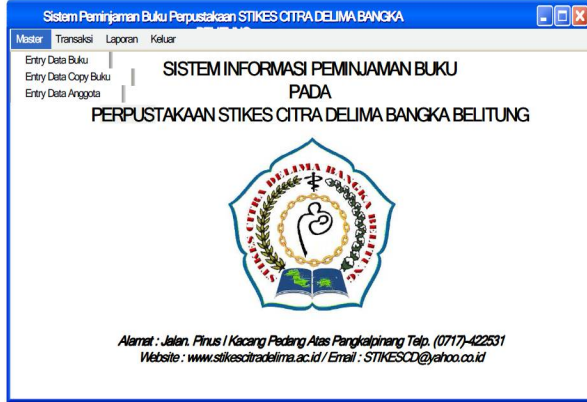 Sistem Peminjaman Buku Perpustakaan STIKES CITRA DELIMA BANGKA
Master Transaksi Laporan Keluar
Entry Data Buku
Entry Data Copy Buku
Entry Data Anggota
SISTEM INFORMASI PEMINJAMAN BUKU
PADA
PERPUSTAKAAN STIKES CITRA DELIMA BANGKA BELITUNG
STIKES CITRA DELIMA BANGKA BELITUNG
Alamat : Jalan. Pinus I Kacang Pedang Atas Pangkalpinang Telp. (0717)-422531
Website : www.stikescitradelima.ac.id / Email : STIKESCD@yahoo.co.id